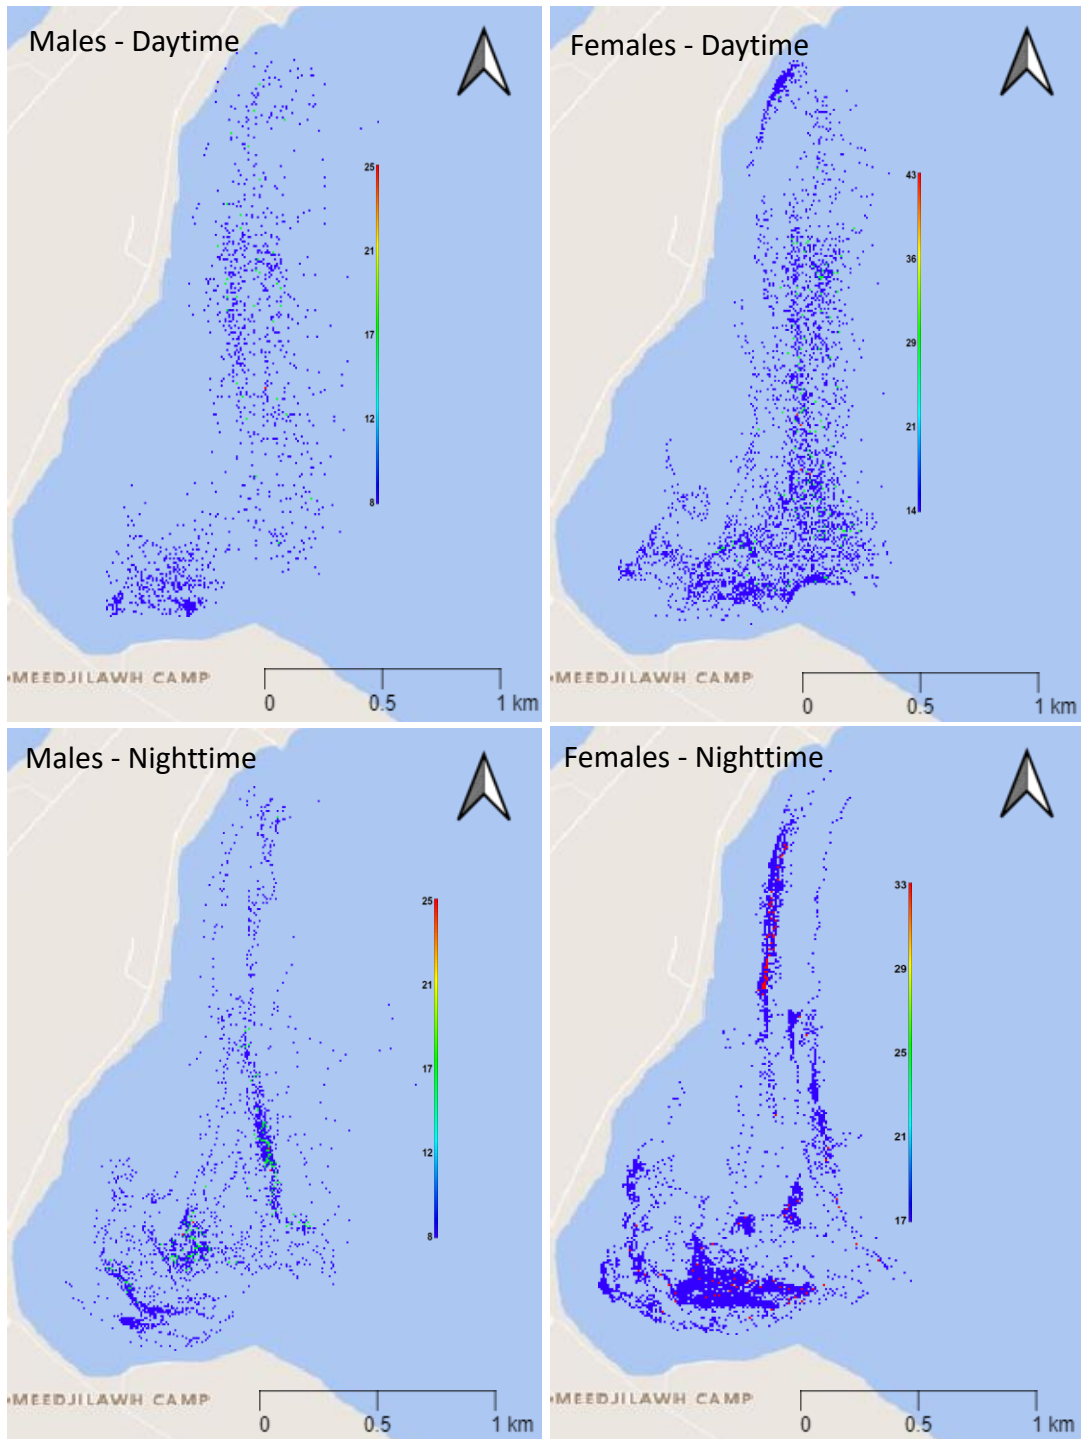 Males - Daytime
25
21
17
12
8
MEEDJILAWH CAMP
0 0.5 1 km
Females - Daytime
43
36
29
21
14
MEEDJILAWH CAMP
0 0.5 1 km
Males - Nighttime
25
21
17
12
8
MEEDJILAWH CAMP
0 0.5 1 km
Females - Nighttime
33
29
25
21
17
MEEDJILAWH CAMP
0 0.5 1 km